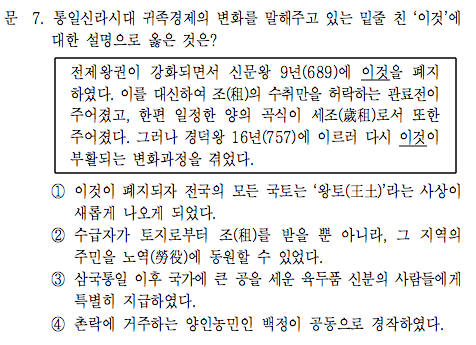 문 7. 통일신라시대 귀족경제의 변화를 말해주고 있는 밑줄 친 '이것'에
대한 설명으로 옳은 것은?
전제왕권이 강화되면서 신문왕 9년(689)에 이것을 폐지
하였다. 이를 대신하여 조(租)의 수취만을 허락하는 관료전이
주어졌고, 한편 일정한 양의 곡식이 세조(歲租)로서 또한
주어졌다. 그러나 경덕왕 16년(757)에 이르러 다시 이것이
부활되는 변화과정을 겪었다.
① 이것이 폐지되자 전국의 모든 국토는 '왕토(王土)'라는 사상이
새롭게 나오게 되었다.
② 수급자가 토지로부터 조(租)를 받을 뿐 아니라, 그 지역의
주민을 노역(勞役)에 동원할 수 있었다.
③ 삼국통일 이후 국가에 큰 공을 세운 육두품 신분의 사람들에게
특별히 지급하였다.
④ 촌락에 거주하는 양인농민인 백정이 공동으로 경작하였다.